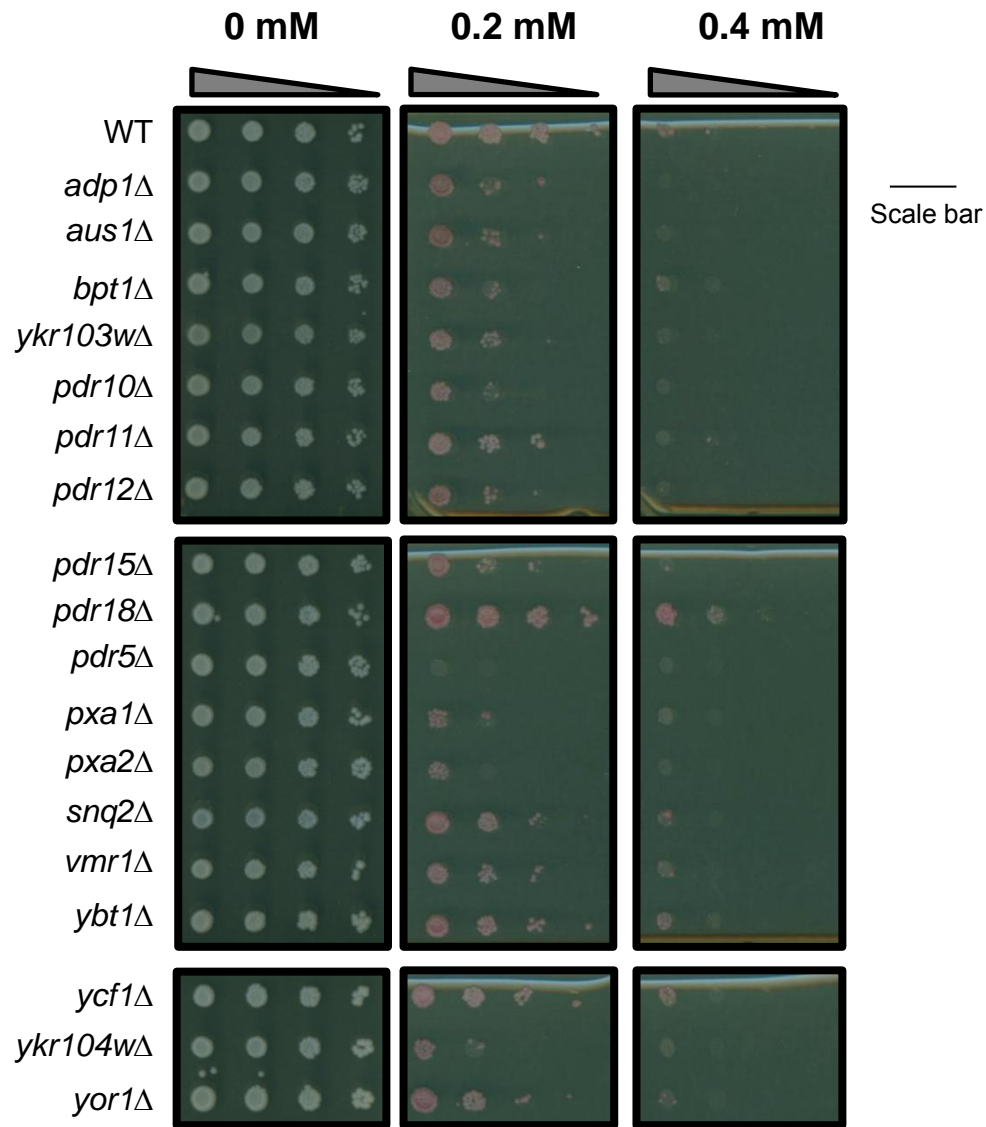 0 mM 0.2 mM 0.4 mM
WT
adp1Δ
Scale bar
aus1Δ
bpt1Δ
ykr103wΔ
pdr10Δ
pdr11Δ
pdr12Δ
pdr15Δ
pdr18Δ
pdr5Δ
pxa1Δ
pxa2Δ
snq2Δ
vmr1Δ
ybt1Δ
ycf1Δ
ykr104wΔ
yor1Δ